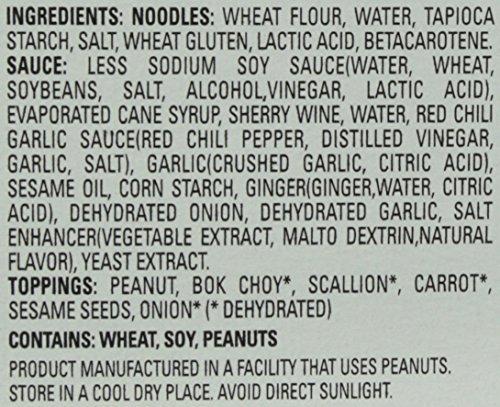 INGREDIENTS: NOODLES: WHEAT FLOUR, WATER, TAPIOCA
STARCH, SALT, WHEAT GLUTEN, LACTIC ACID, BETACAROTENE.
SAUCE: LESS SODIUM SOY SAUCE(WATER, WHEAT,
SOYBEANS, SALT, ALCOHOL,VINEGAR, LACTIC ACID),
EVAPORATED CANE SYRUP, SHERRY WINE, WATER, RED CHILI
GARLIC SAUCE(RED CHILI PEPPER, DISTILLED VINEGAR,
GARLIC, SALT), GARLIC(CRUSHED GARLIC, CITRIC ACID),
SESAME OIL, CORN STARCH, GINGER(GINGER,WATER, CITRIC
ACID), DEHYDRATED ONION, DEHYDRATED GARLIC, SALT
ENHANCER(VEGETABLE EXTRACT, MALTO DEXTRIN,NATURAL
FLAVOR), YEAST EXTRACT.
TOPPINGS: PEANUT, BOK CHOY*, SCALLION*, CARROT*,
SESAME SEEDS, ONION* (* DEHYDRATED)
CONTAINS: WHEAT, SOY, PEANUTS
PRODUCT MANUFACTURED IN A FACILITY THAT USES PEANUTS.
STORE IN A COOL DRY PLACE. AVOID DIRECT SUNLIGHT.